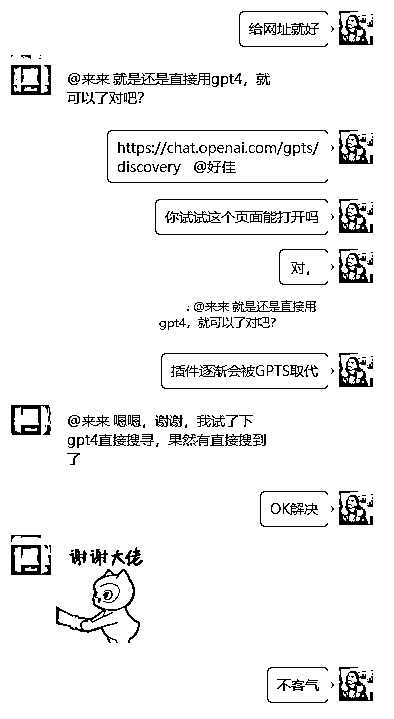 给网址就好
@来来 就是还是直接用gpt4，就
可以了对吧？
https://chat.openai.com/gpts/
discovery @好佳
你试试这个页面能打开吗
对，
：@来来 就是还是直接用
gpt4，就可以了对吧？
插件逐渐会被GPTS取代
@来来 嗯嗯，谢谢，我试了下
gpt4直接搜寻，果然有直接搜到
了
OK解决
谢谢大佬
不客气